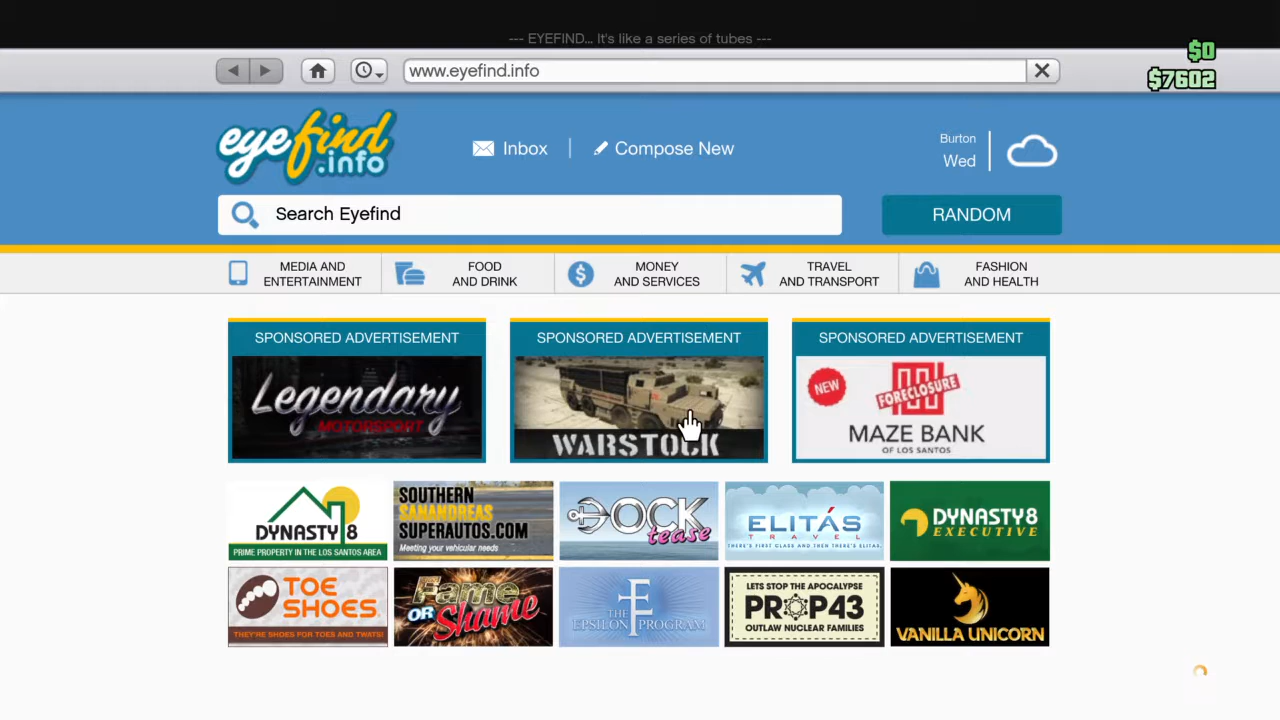 --- EYEFIND... It's like a series of tubes ---
$0
www.eyefind.info
$7602
eyefind
.info
Inbox
Compose New
Burton
Wed
Search Eyefind
RANDOM
MEDIA AND
ENTERTAINMENT
FOOD
AND DRINK
MONEY
AND SERVICES
TRAVEL
AND TRANSPORT
FASHION
AND HEALTH
SPONSORED ADVERTISEMENT
Legendary
MOTORSPORT
SPONSORED ADVERTISEMENT
WARSTOCK
SPONSORED ADVERTISEMENT
NEW
FORECLOSURE
MAZE BANK
OF LOS SANTOS
DYNASTY 8
PRIME PROPERTY IN THE LOS SANTOS AREA
SOUTHERN
SANANDREAS
SUPERAUTOS.COM
Meeting your vehicular needs
DOCK
tease
ELITÁS
TRAVEL
THERE'S FIRST CLASS AND THEN THERE'S ELITAS
DYNASTY8
EXECUTIVE
TOE
SHOES
THEY'RE SHOES FOR TOES AND TWATS!
Fame
OR Shame
THE
EPSILON PROGRAM
LETS STOP THE APOCALYPSE
PROP43
OUTLAW NUCLEAR FAMILIES
VANILLA UNICORN